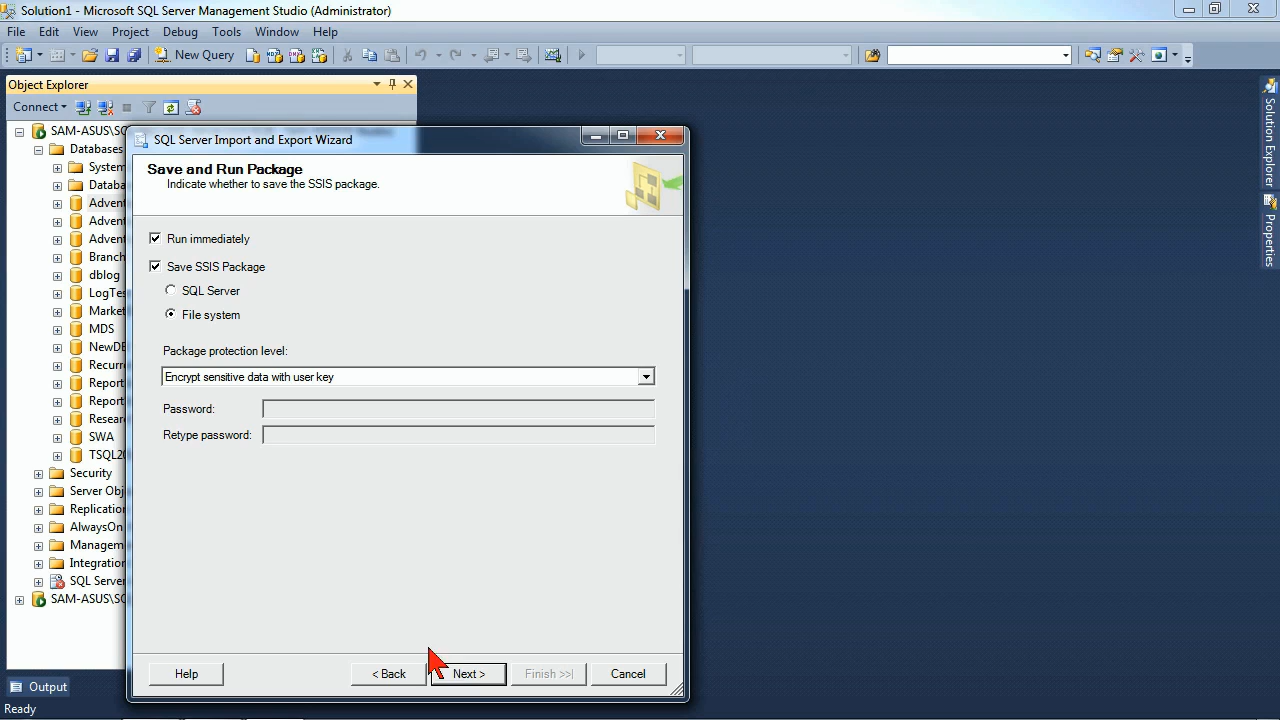 Solution1 - Microsoft SQL Server Management Studio (Administrator)
File Edit View Project Debug Tools Window Help
New Query
Object Explorer
Connect
SAM-ASUS\SQ
Databases
System
Databa
Advent
Advent
Advent
Branch
dblog
LogTes
Market
MDS
NewDB
Recurre
Report
Report
Resear
SWA
TSQL20
Security
Server Obj
Replication
AlwaysOn
Managem
Integration
SQL Server
SAM-ASUS\SQ
SQL Server Import and Export Wizard
Save and Run Package
Indicate whether to save the SSIS package.
Run immediately
Save SSIS Package
SQL Server
File system
Package protection level:
Encrypt sensitive data with user key
Password:
Retype password:
Help
< Back
Next >
Finish >>|
Cancel
Solution Explorer
Properties
Output
Ready